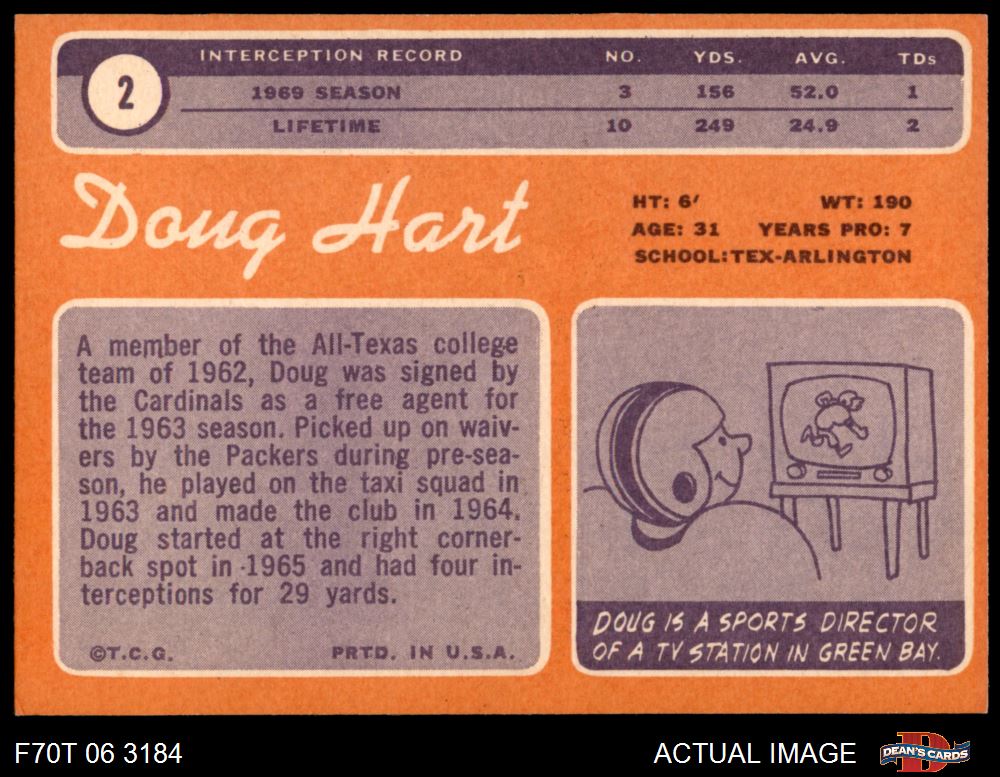 2
INTERCEPTION RECORD NO. YDS. AVG. TDs
1969 SEASON 3 156 52.0 1
LIFETIME 10 249 24.9 2
Doug Hart
HT: 6' WT: 190
AGE: 31 YEARS PRO: 7
SCHOOL:TEX-ARLINGTON
A member of the All-Texas college
team of 1962, Doug was signed by
the Cardinals as a free agent for
the 1963 season. Picked up on waiv-
ers by the Packers during pre-sea-
son, he played on the taxi squad in
1963 and made the club in 1964.
Doug started at the right corner-
back spot in 1965 and had four in-
terceptions for 29 yards.
©T.C.G. PRTD. IN U.S.A.
DOUG IS A SPORTS DIRECTOR
OF A TV STATION IN GREEN BAY.
F70T 06 3184 ACTUAL IMAGE DEAN'S CARDS